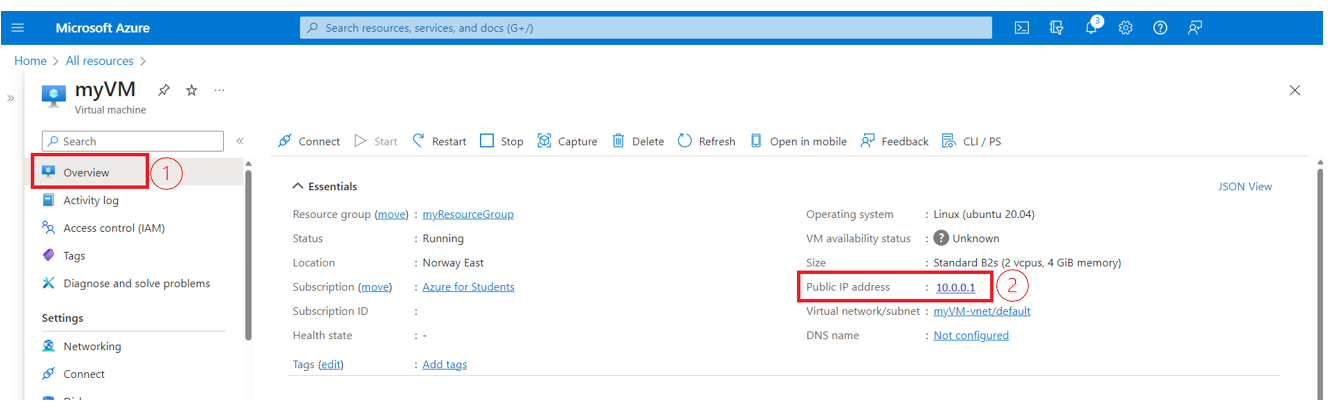 Microsoft Azure
Search resources, services, and docs (G+/)
3
Home > All resources >
myVM
Virtual machine
Search
Overview
1
Activity log
Access control (IAM)
Tags
Diagnose and solve problems
Settings
Networking
Connect
Connect Start Restart Stop Capture Delete Refresh Open in mobile Feedback CLI / PS
Essentials
JSON View
Resource group (move) : myResourceGroup
Status : Running
Location : Norway East
Subscription (move) : Azure for Students
Subscription ID :
Health state : -
Tags (edit) : Add tags
Operating system : Linux (ubuntu 20.04)
VM availability status : ? Unknown
Size : Standard B2s (2 vcpus, 4 GiB memory)
Public IP address : 10.0.0.1
2
Virtual network/subnet : myVM-vnet/default
DNS name : Not configured